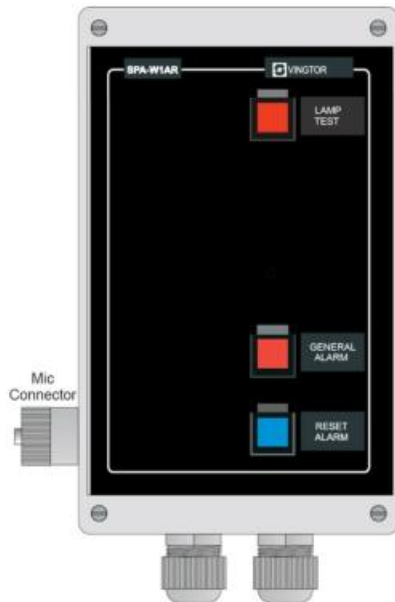 SPA-W1AR
VINGTOR
LAMP
TEST
GENERAL
ALARM
Mic
Connector
RESET
ALARM